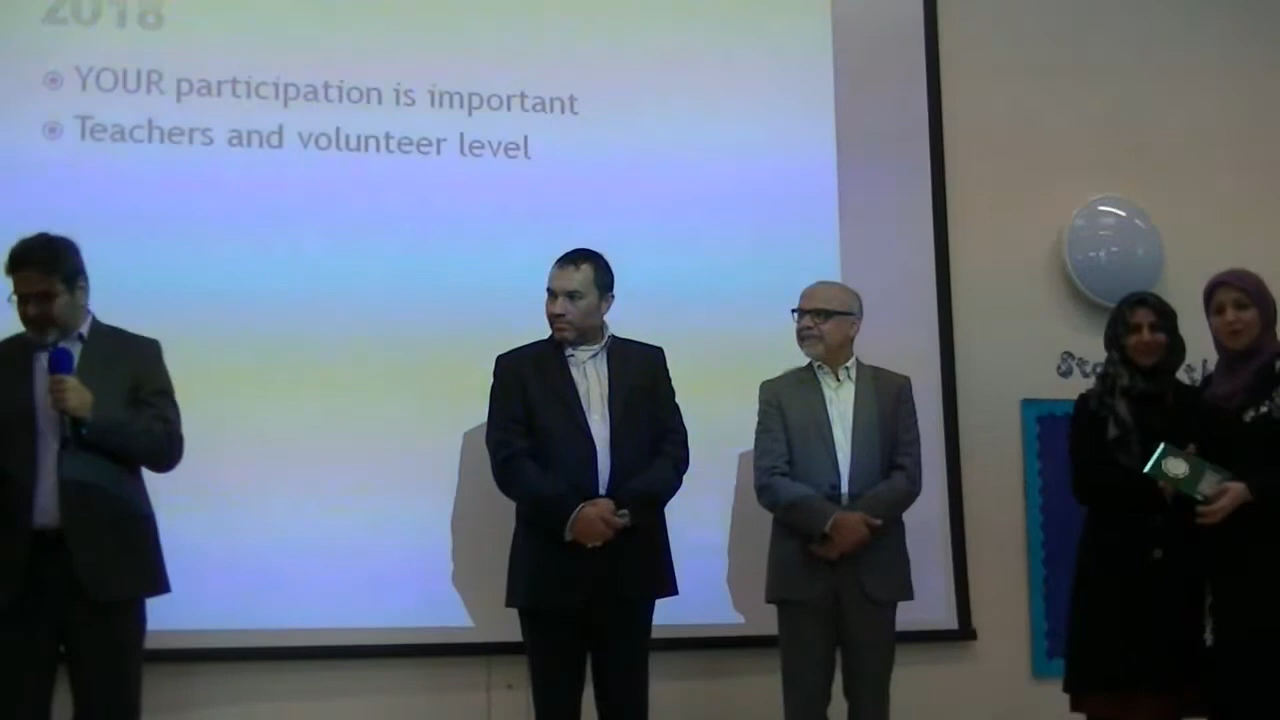 2018
YOUR participation is important
Teachers and volunteer level